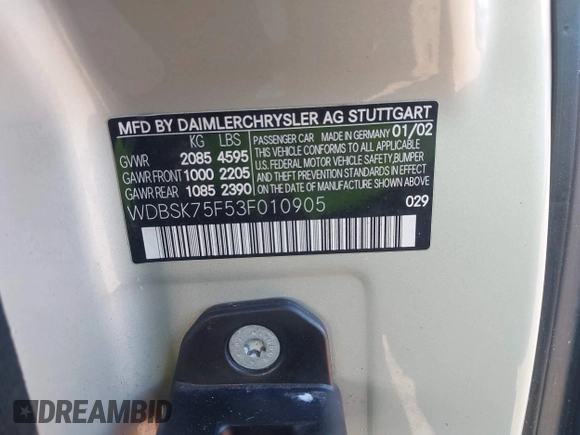 MFD BY DAIMLERCHRYSLER AG STUTTGART
KG LBS
GVWR 2085 4595
GAWR FRONT 1000 2205
GAWR REAR 1085 2390
PASSENGER CAR MADE IN GERMANY 01/02
THIS VEHICLE CONFORMS TO ALL APPLICABLE
U.S. FEDERAL MOTOR VEHICLE SAFETY, BUMPER
AND THEFT PREVENTION STANDARDS IN EFFECT
ON THE DATE OF MANUFACTURE SHOWN ABOVE.
WDBSK75F53F010905
029
DREAMBID